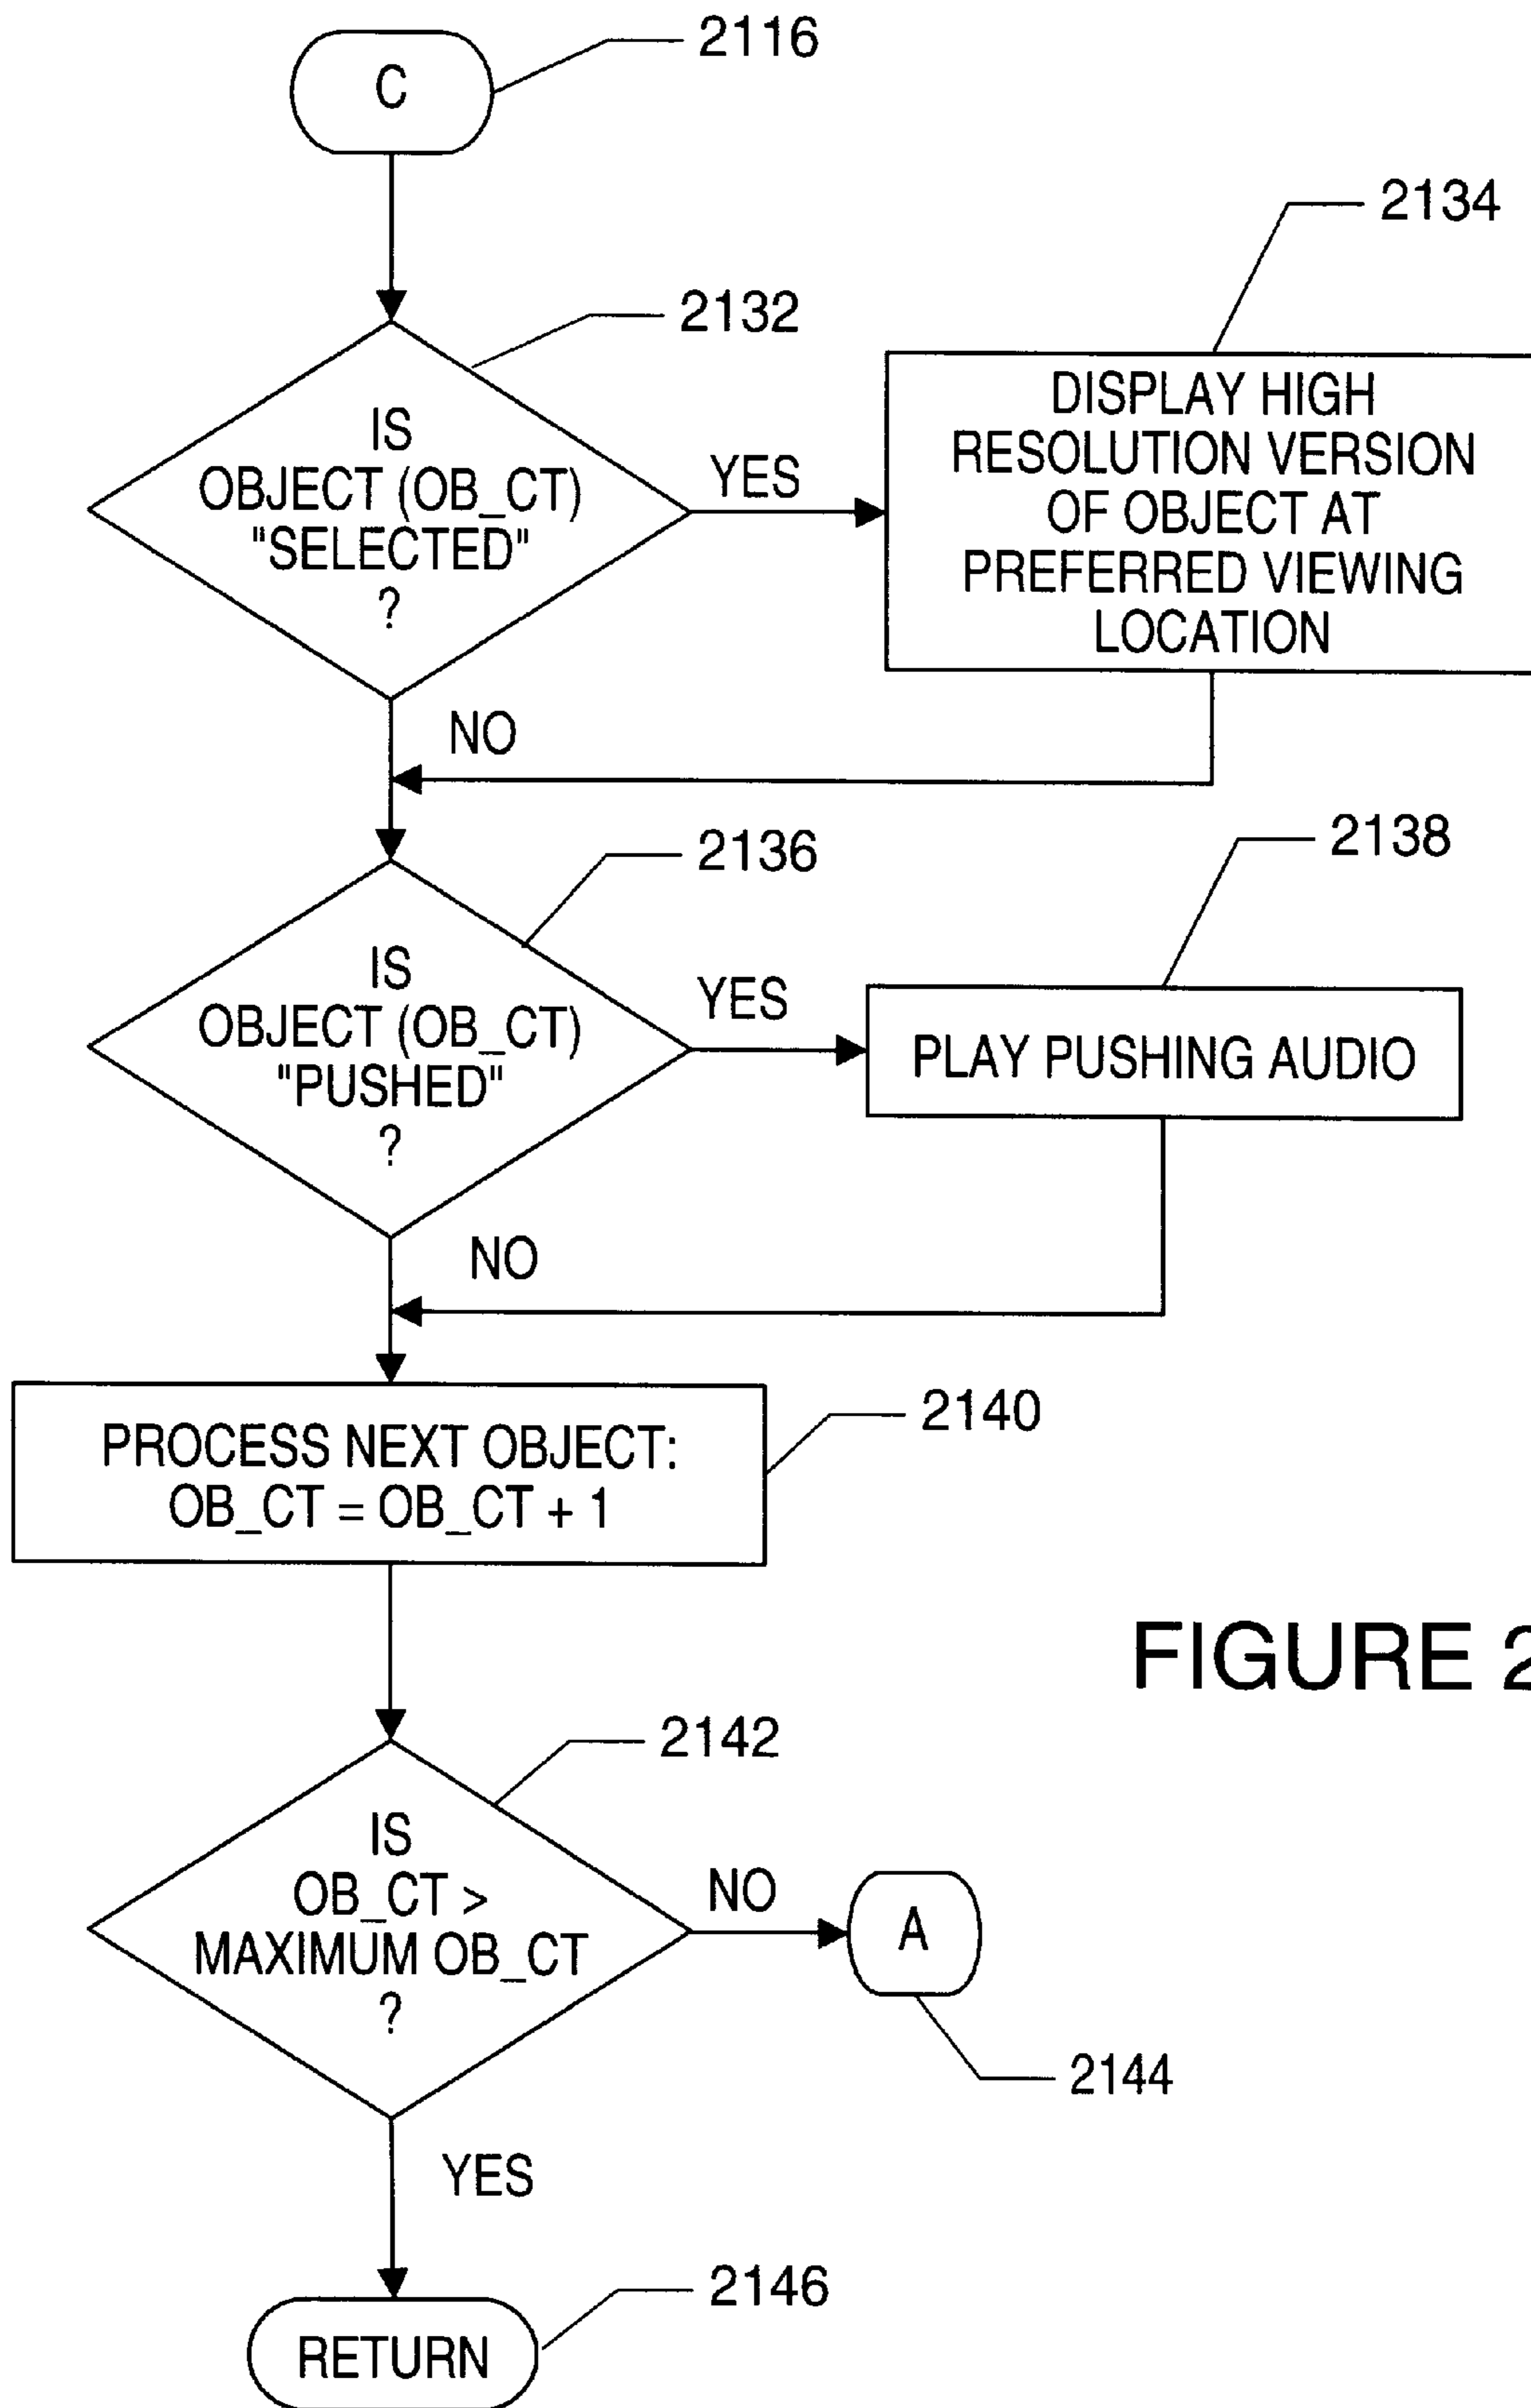 C
2116
2132
IS
OBJECT (OB_CT)
"SELECTED"
?
YES
2134
DISPLAY HIGH
RESOLUTION VERSION
OF OBJECT AT
PREFERRED VIEWING
LOCATION
NO
2136
IS
OBJECT (OB_CT)
"PUSHED"
?
YES
2138
PLAY PUSHING AUDIO
NO
2140
PROCESS NEXT OBJECT:
OB_CT = OB_CT + 1
FIGURE 2
2142
IS
OB_CT >
MAXIMUM OB_CT
?
NO
A
2144
YES
2146
RETURN